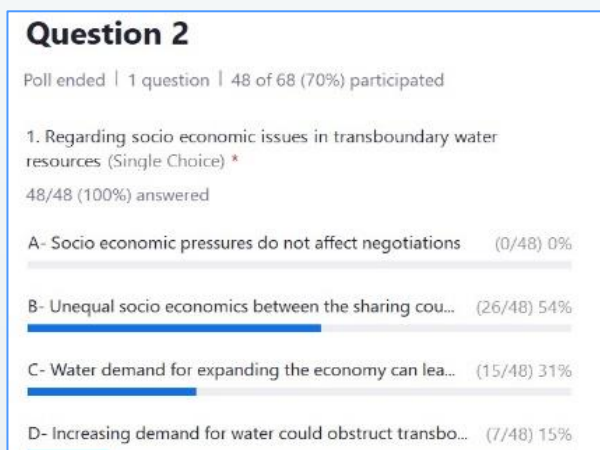 Question 2
Poll ended | 1 question | 48 of 68 (70%) participated
1. Regarding socio economic issues in transboundary water
resources (Single Choice) *
48/48 (100%) answered
A- Socio economic pressures do not affect negotiations (0/48) 0%
B- Unequal socio economics between the sharing cou... (26/48) 54%
C- Water demand for expanding the economy can lea... (15/48) 31%
D- Increasing demand for water could obstruct transbo... (7/48) 15%